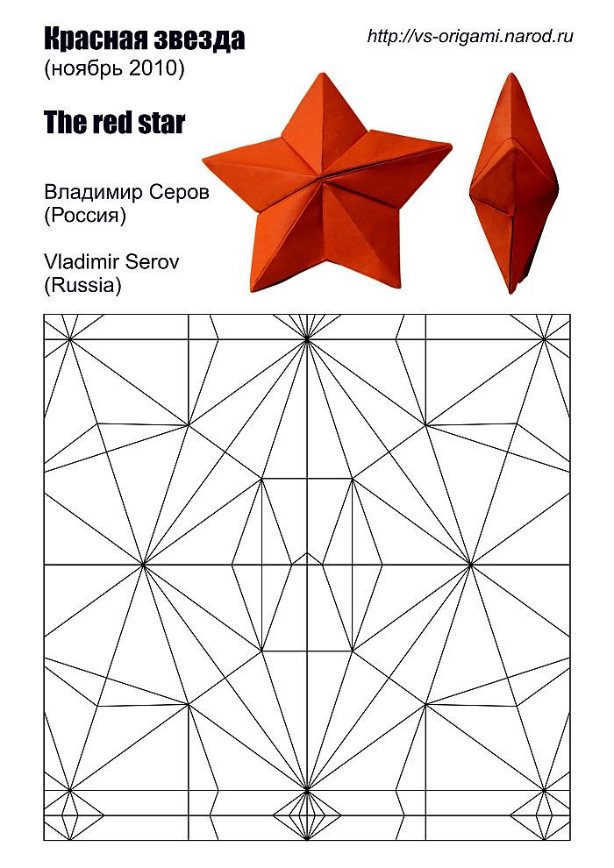 Красная звезда
http://vs-origami.narod.ru
(ноябрь 2010)
The red star
Владимир Серов
(Россия)
Vladimir Serov
(Russia)